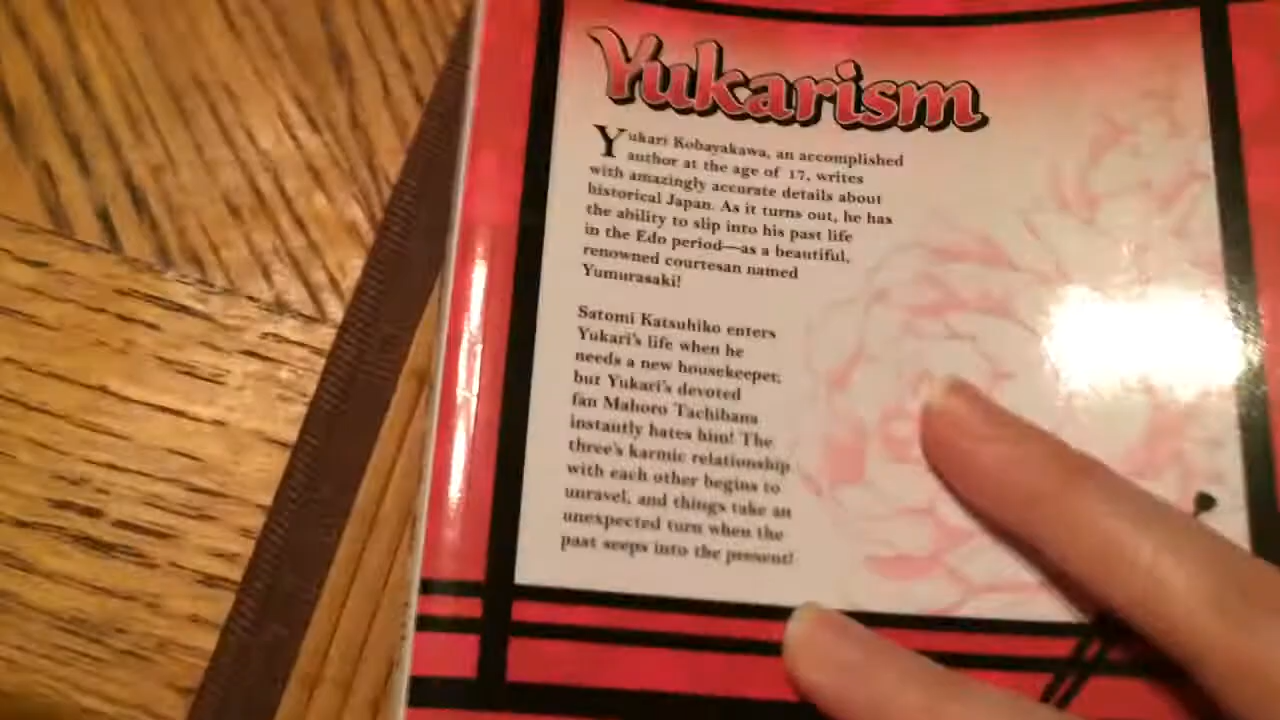 Yukarism
Yukari Kobayakawa, an accomplished
author at the age of 17, writes
with amazingly accurate details about
historical Japan. As it turns out, he has
the ability to slip into his past life
in the Edo period—as a beautiful,
renowned courtesan named
Yumurasaki!
Satomi Katsuhiko enters
Yukari's life when he
needs a new housekeeper;
but Yukari's devoted
fan Mahoro Tachibana
instantly hates him! The
three's karmic relationship
with each other begins to
unravel, and things take an
unexpected turn when the
past seeps into the present!